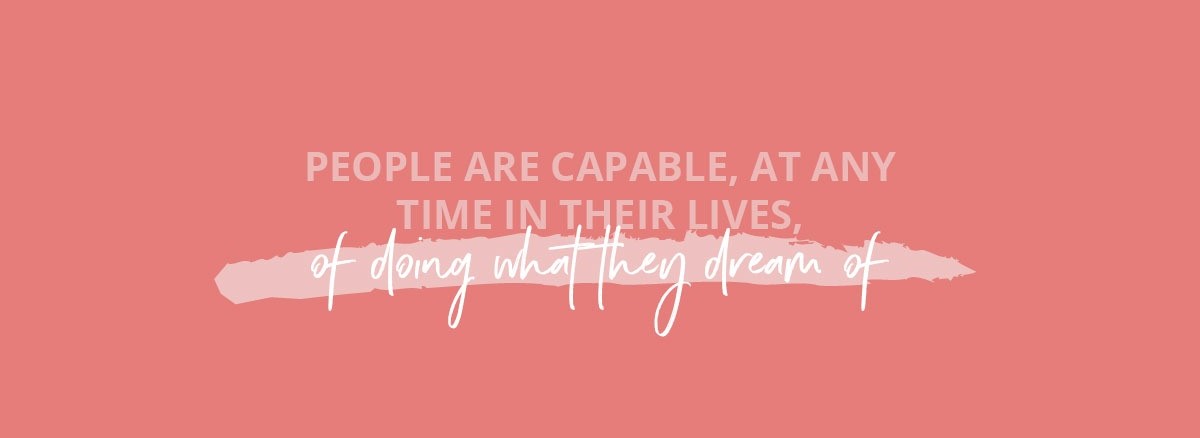 PEOPLE ARE CAPABLE, AT ANY
TIME IN THEIR LIVES,
of doing what they dream of